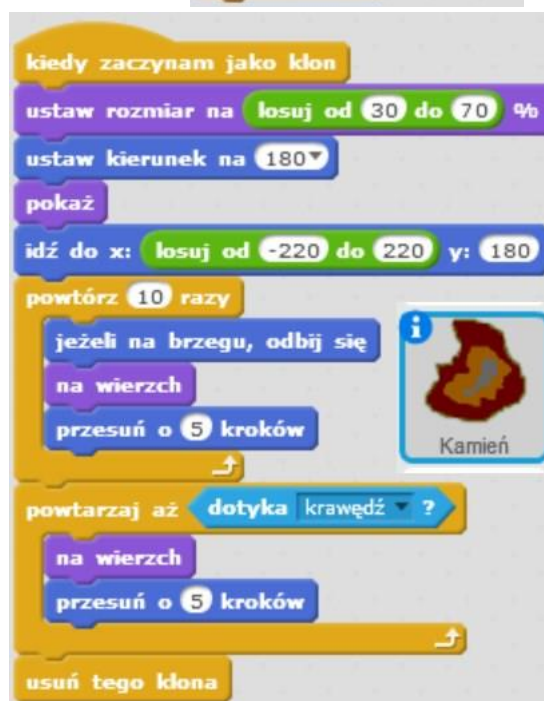 kiedy zaczynam jako klon
ustaw rozmiar na losuj od 30 do 70 %
ustaw kierunek na 180
pokaż
idź do x: losuj od -220 do 220 y: 180
powtórz 10 razy
jeżeli na brzegu, odbij się
na wierzch
przesuń o 5 kroków
Kamień
powtarzaj aż dotyka krawędź ?
na wierzch
przesuń o 5 kroków
usuń tego klona